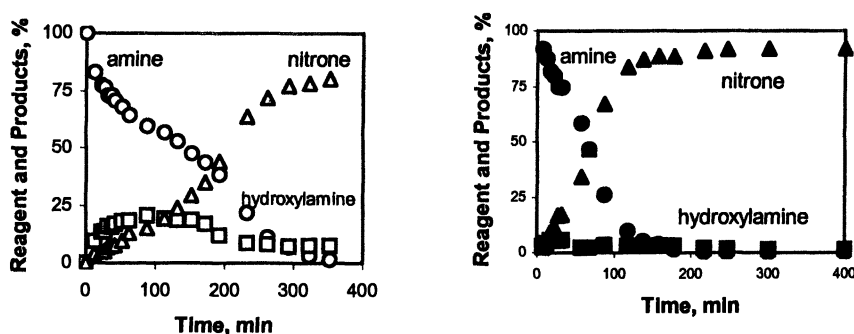 Reagent and Products, %
100
75
50
25
0
amine
nitrone
hydroxylamine
0 100 200 300 400
Time, min
Reagent and Products, %
100
75
50
25
0
amine
nitrone
hydroxylamine
0 100 200 300 400
Time, min